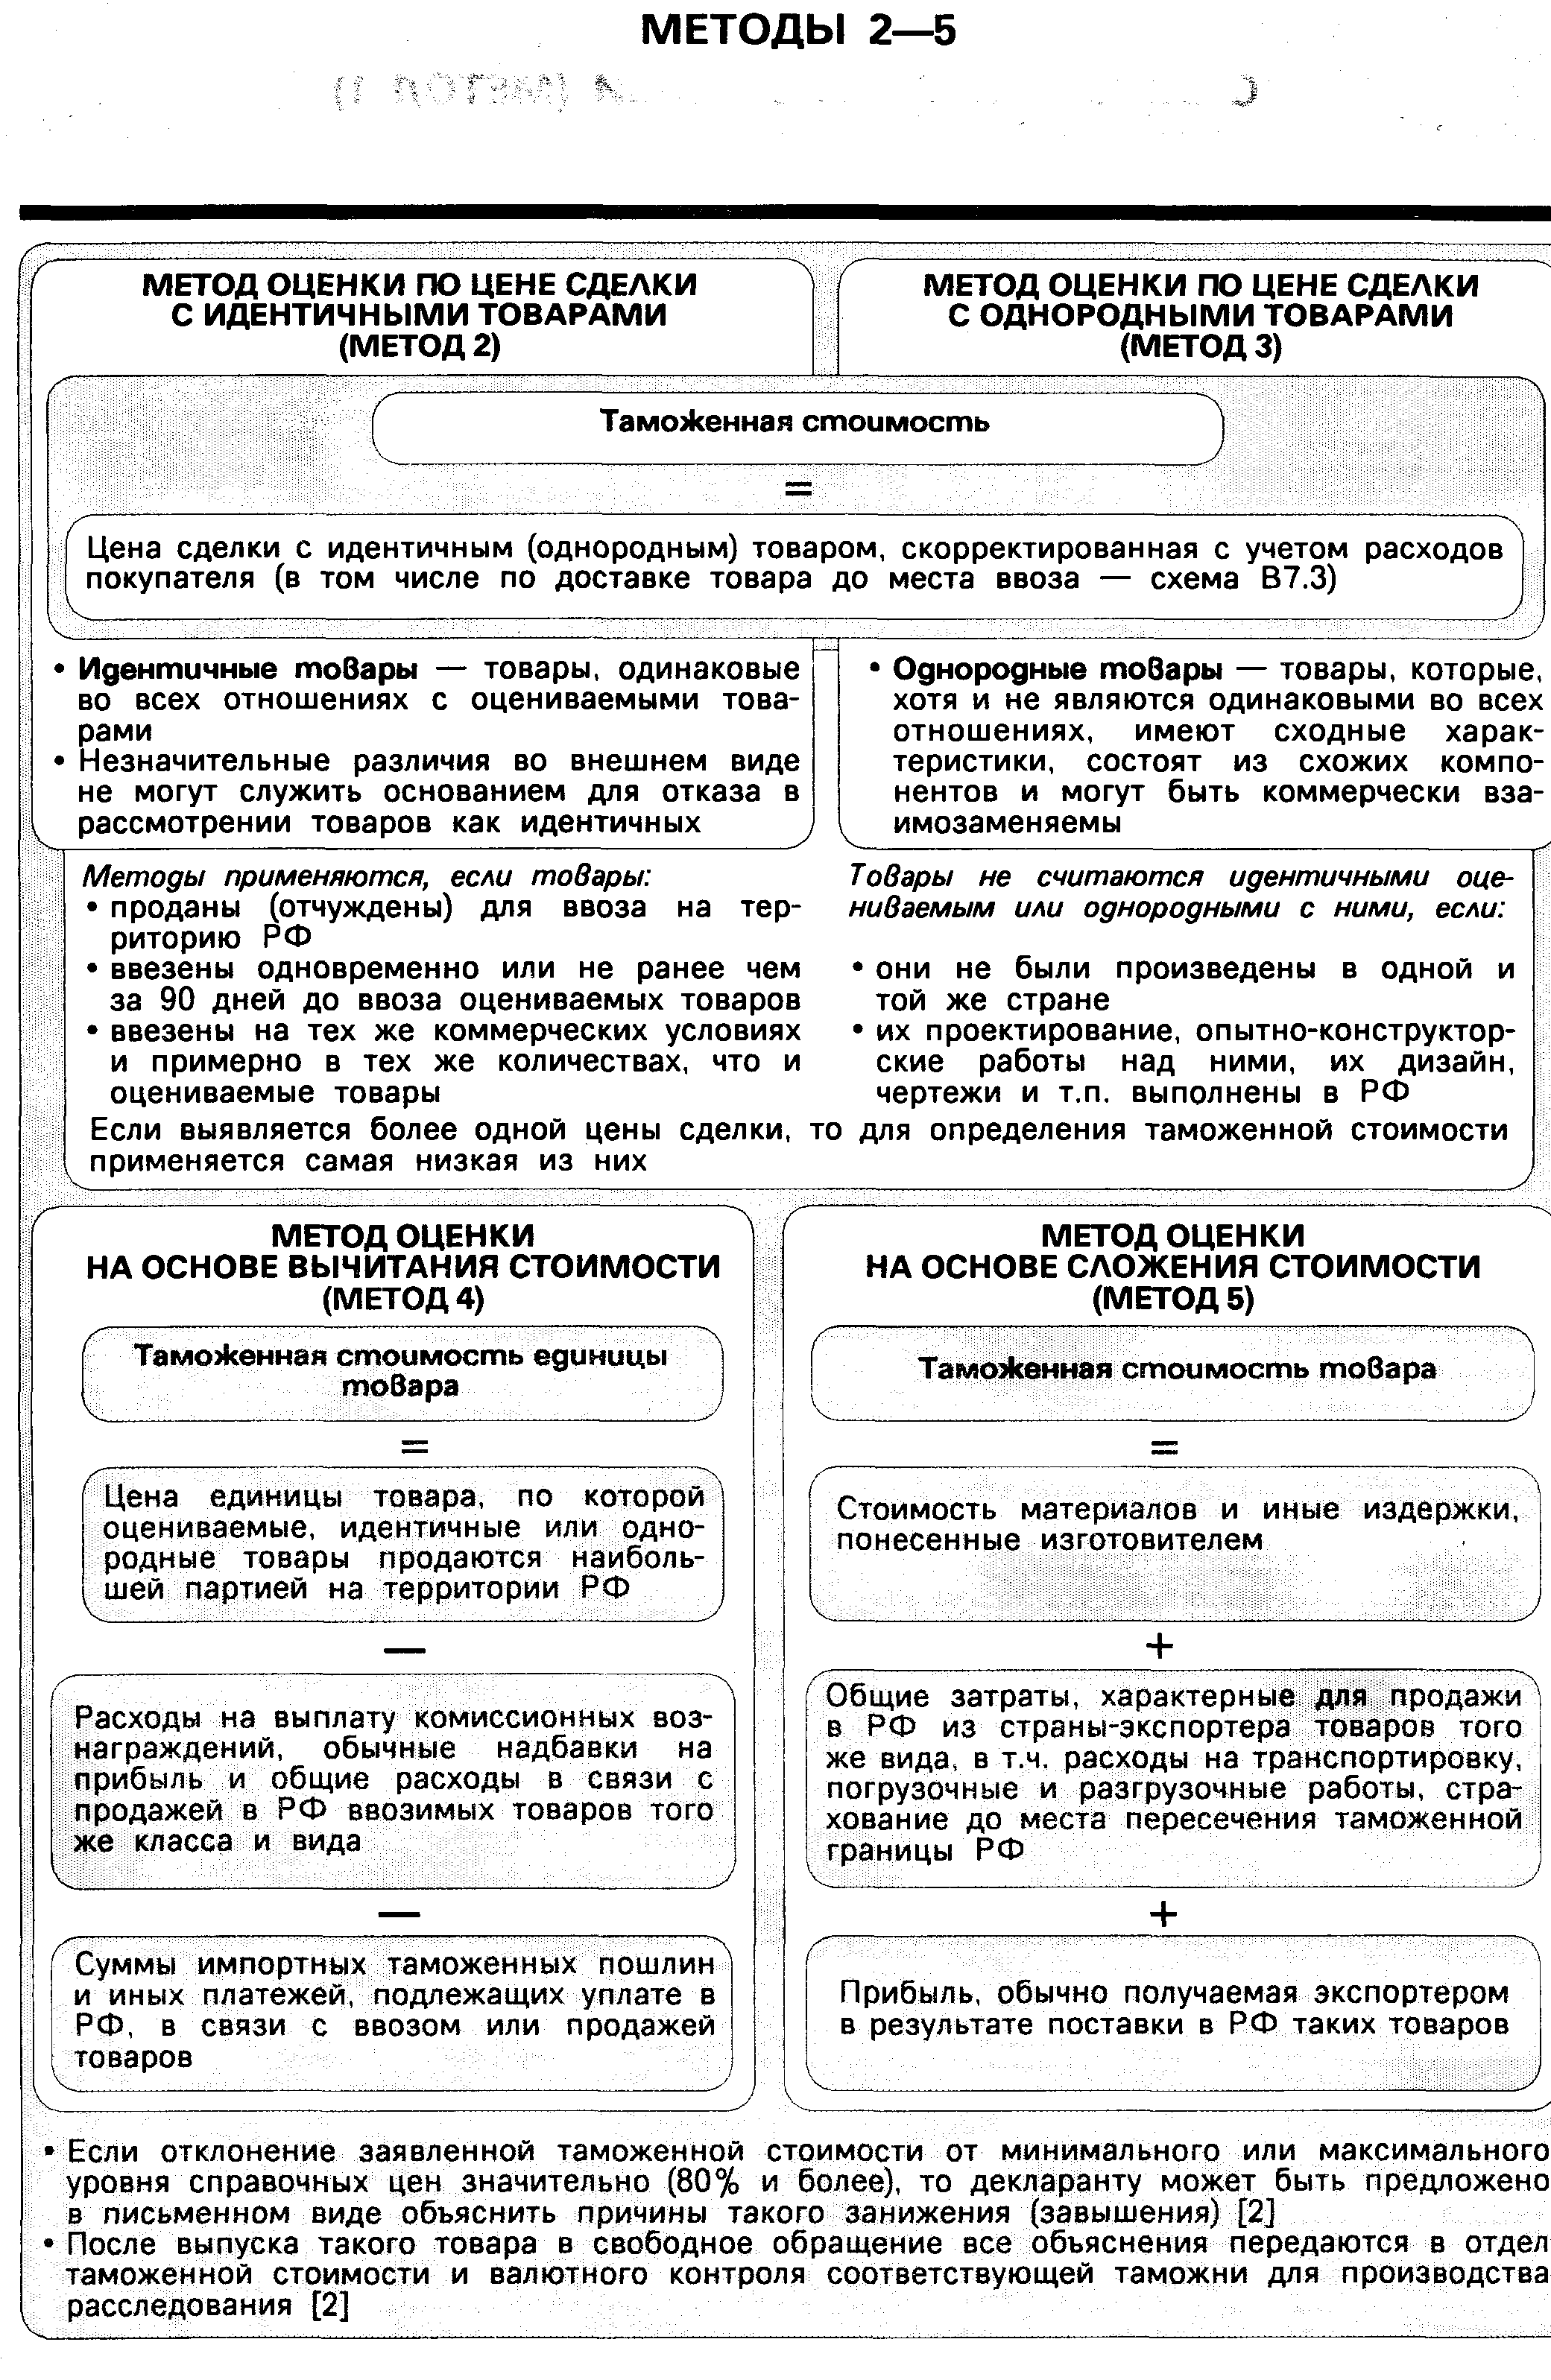 МЕТОДЫ 2—5
МЕТОД ОЦЕНКИ ПО ЦЕНЕ СДЕЛКИ
С ИДЕНТИЧНЫМИ ТОВАРАМИ
(МЕТОД 2)
МЕТОД ОЦЕНКИ ПО ЦЕНЕ СДЕЛКИ
С ОДНОРОДНЫМИ ТОВАРАМИ
(МЕТОД 3)
Таможенная стоимость
=
Цена сделки с идентичным (однородным) товаром, скорректированная с учетом расходов
покупателя (в том числе по доставке товара до места ввоза — схема В7.3)
• Идентичные товары — товары, одинаковые
во всех отношениях с оцениваемыми това-
рами
• Незначительные различия во внешнем виде
не могут служить основанием для отказа в
рассмотрении товаров как идентичных
• Однородные товары — товары, которые,
хотя и не являются одинаковыми во всех
отношениях, имеют сходные харак-
теристики, состоят из схожих компо-
нентов и могут быть коммерчески вза-
имозаменяемы
Методы применяются, если товары:
• проданы (отчуждены) для ввоза на тер-
риторию РФ
• ввезены одновременно или не ранее чем
за 90 дней до ввоза оцениваемых товаров
• ввезены на тех же коммерческих условиях
и примерно в тех же количествах, что и
оцениваемые товары
Товары не считаются идентичными оце-
ниваемым или однородными с ними, если:
• они не были произведены в одной и
той же стране
• их проектирование, опытно-конструктор-
ские работы над ними, их дизайн,
чертежи и т.п. выполнены в РФ
Если выявляется более одной цены сделки, то для определения таможенной стоимости
применяется самая низкая из них
МЕТОД ОЦЕНКИ
НА ОСНОВЕ ВЫЧИТАНИЯ СТОИМОСТИ
(МЕТОД 4)
Таможенная стоимость единицы
товара
=
Цена единицы товара, по которой
оцениваемые, идентичные или одно-
родные товары продаются наиболь-
шей партией на территории РФ
—
Расходы на выплату комиссионных воз-
награждений, обычные надбавки на
прибыль и общие расходы в связи с
продажей в РФ ввозимых товаров того
же класса и вида
—
Суммы импортных таможенных пошлин
и иных платежей, подлежащих уплате в
РФ, в связи с ввозом или продажей
товаров
МЕТОД ОЦЕНКИ
НА ОСНОВЕ СЛОЖЕНИЯ СТОИМОСТИ
(МЕТОД 5)
Таможенная стоимость товара
=
Стоимость материалов и иные издержки,
понесенные изготовителем
+
Общие затраты, характерные для продажи
в РФ из страны-экспортера товаров того
же вида, в т.ч. расходы на транспортировку,
погрузочные и разгрузочные работы, стра-
хование до места пересечения таможенной
границы РФ
+
Прибыль, обычно получаемая экспортером
в результате поставки в РФ таких товаров
• Если отклонение заявленной таможенной стоимости от минимального или максимального
уровня справочных цен значительно (80% и более), то декларанту может быть предложено
в письменном виде объяснить причины такого занижения (завышения) [2]
• После выпуска такого товара в свободное обращение все объяснения передаются в отдел
таможенной стоимости и валютного контроля соответствующей таможни для производства
расследования [2]